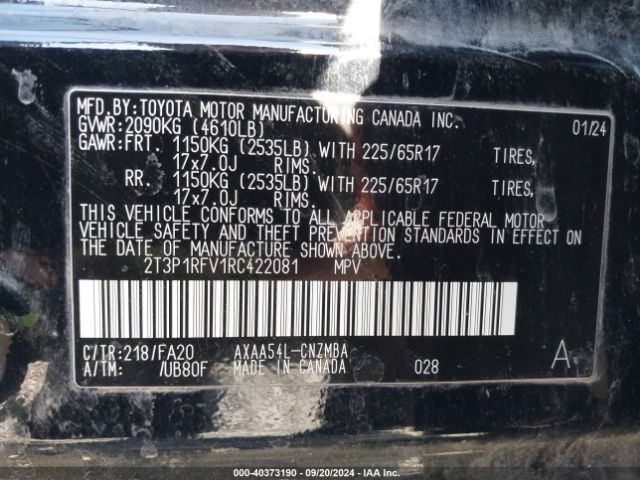 MFD.BY:TOYOTA MOTOR MANUFACTURING CANADA INC. 01/24
GVWR:2090KG (4610LB)
GAWR:FRT. 1150KG (2535LB) WITH 225/65R17 TIRES,
17x7.0J RIMS.
RR. 1150KG (2535LB) WITH 225/65R17 TIRES,
17x7.0J RIMS.
THIS VEHICLE CONFORMS TO ALL APPLICABLE FEDERAL MOTOR
VEHICLE SAFETY AND THEFT PREVENTION STANDARDS IN EFFECT ON
THE DATE OF MANUFACTURE SHOWN ABOVE.
2T3P1RFV1RC422081 MPV
C/TR:218/FA20 AXAA54L-CNZMBA A.
A/TM: /UB80F MADE IN CANADA 028
000-40373190 - 09/20/2024 - IAA Inc.